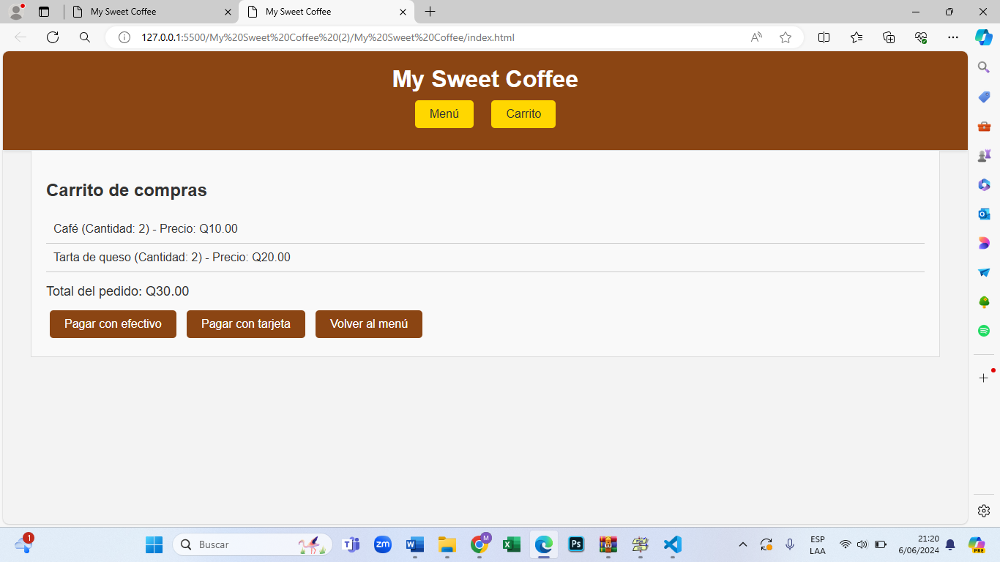 My Sweet Coffee
My Sweet Coffee
127.0.0.1:5500/My%20Sweet%20Coffee%20(2)/My%20Sweet%20Coffee/index.html
My Sweet Coffee
Menú
Carrito
Carrito de compras
Café (Cantidad: 2) - Precio: Q10.00
Tarta de queso (Cantidad: 2) - Precio: Q20.00
Total del pedido: Q30.00
Pagar con efectivo
Pagar con tarjeta
Volver al menú
1
Buscar
zm
W
M
X
Ps
ESP
LAA
21:20
6/06/2024
PRE